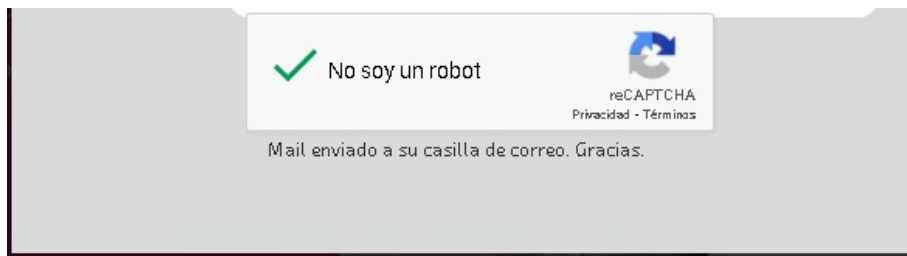 No soy un robot
reCAPTCHA
Privacidad - Términos
Mail enviado a su casilla de correo. Gracias.